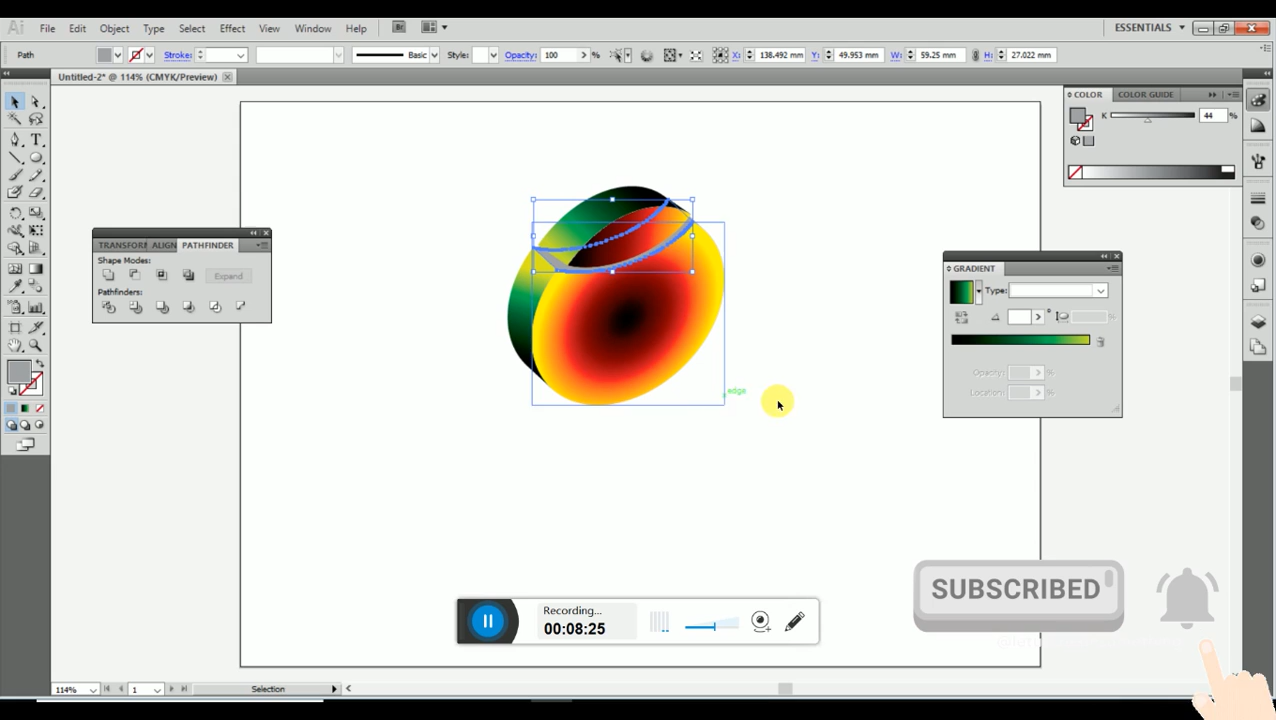 Ai File Edit Object Type Select Effect View Window Help Br ESSENTIALS
Path Stroke: Basic Style: Opacity: 100 % X: 138.492 mm Y: 49.953 mm W: 59.25 mm H: 27.022 mm
Untitled-2* @ 114% (CMYK/Preview)
COLOR COLOR GUIDE
K 44 %
T
TRANSFORM ALIGN PATHFINDER
Shape Modes:
Expand
Pathfinders:
GRADIENT
Type:
Opacity: %
Location: %
edge
SUBSCRIBED
Recording...
00:08:25
114% 1 Selection